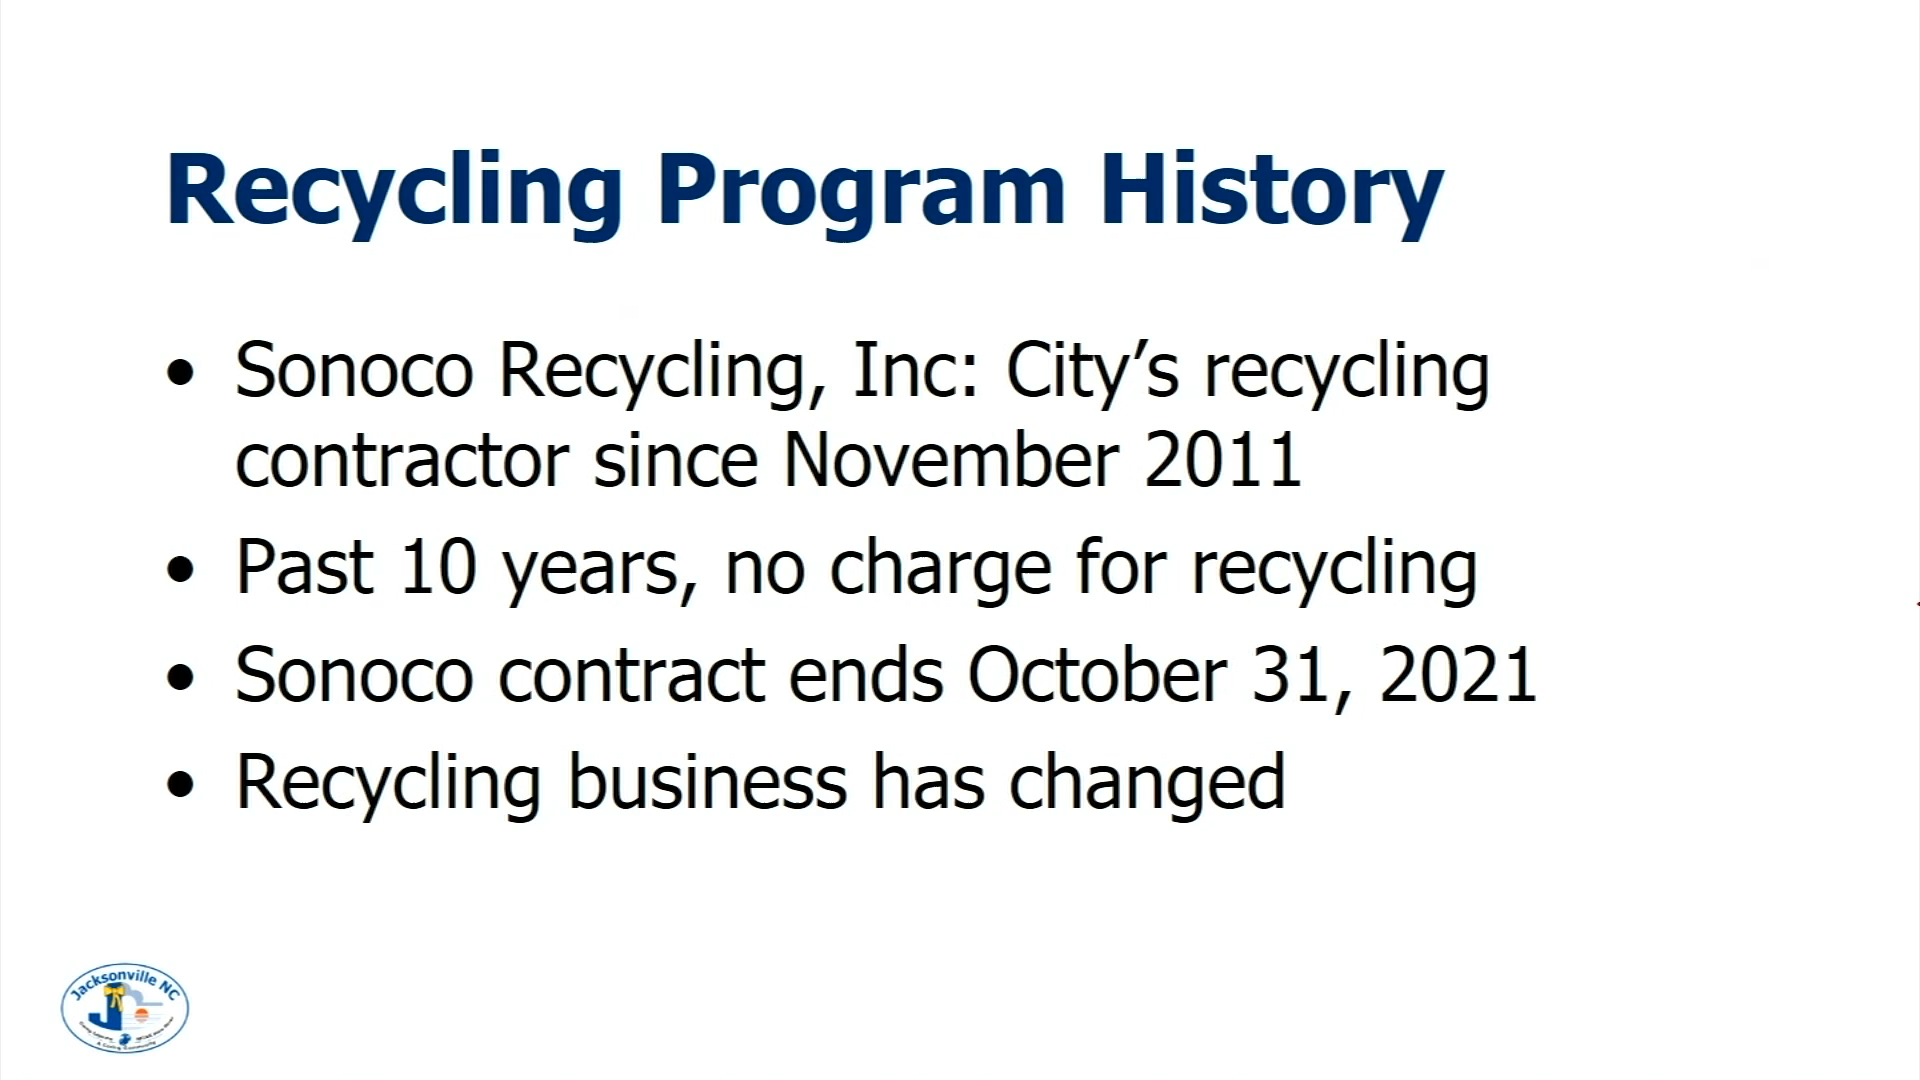 Recycling Program History
• Sonoco Recycling, Inc: City’s recycling
contractor since November 2011
• Past 10 years, no charge for recycling
• Sonoco contract ends October 31, 2021
• Recycling business has changed
Jacksonville NC